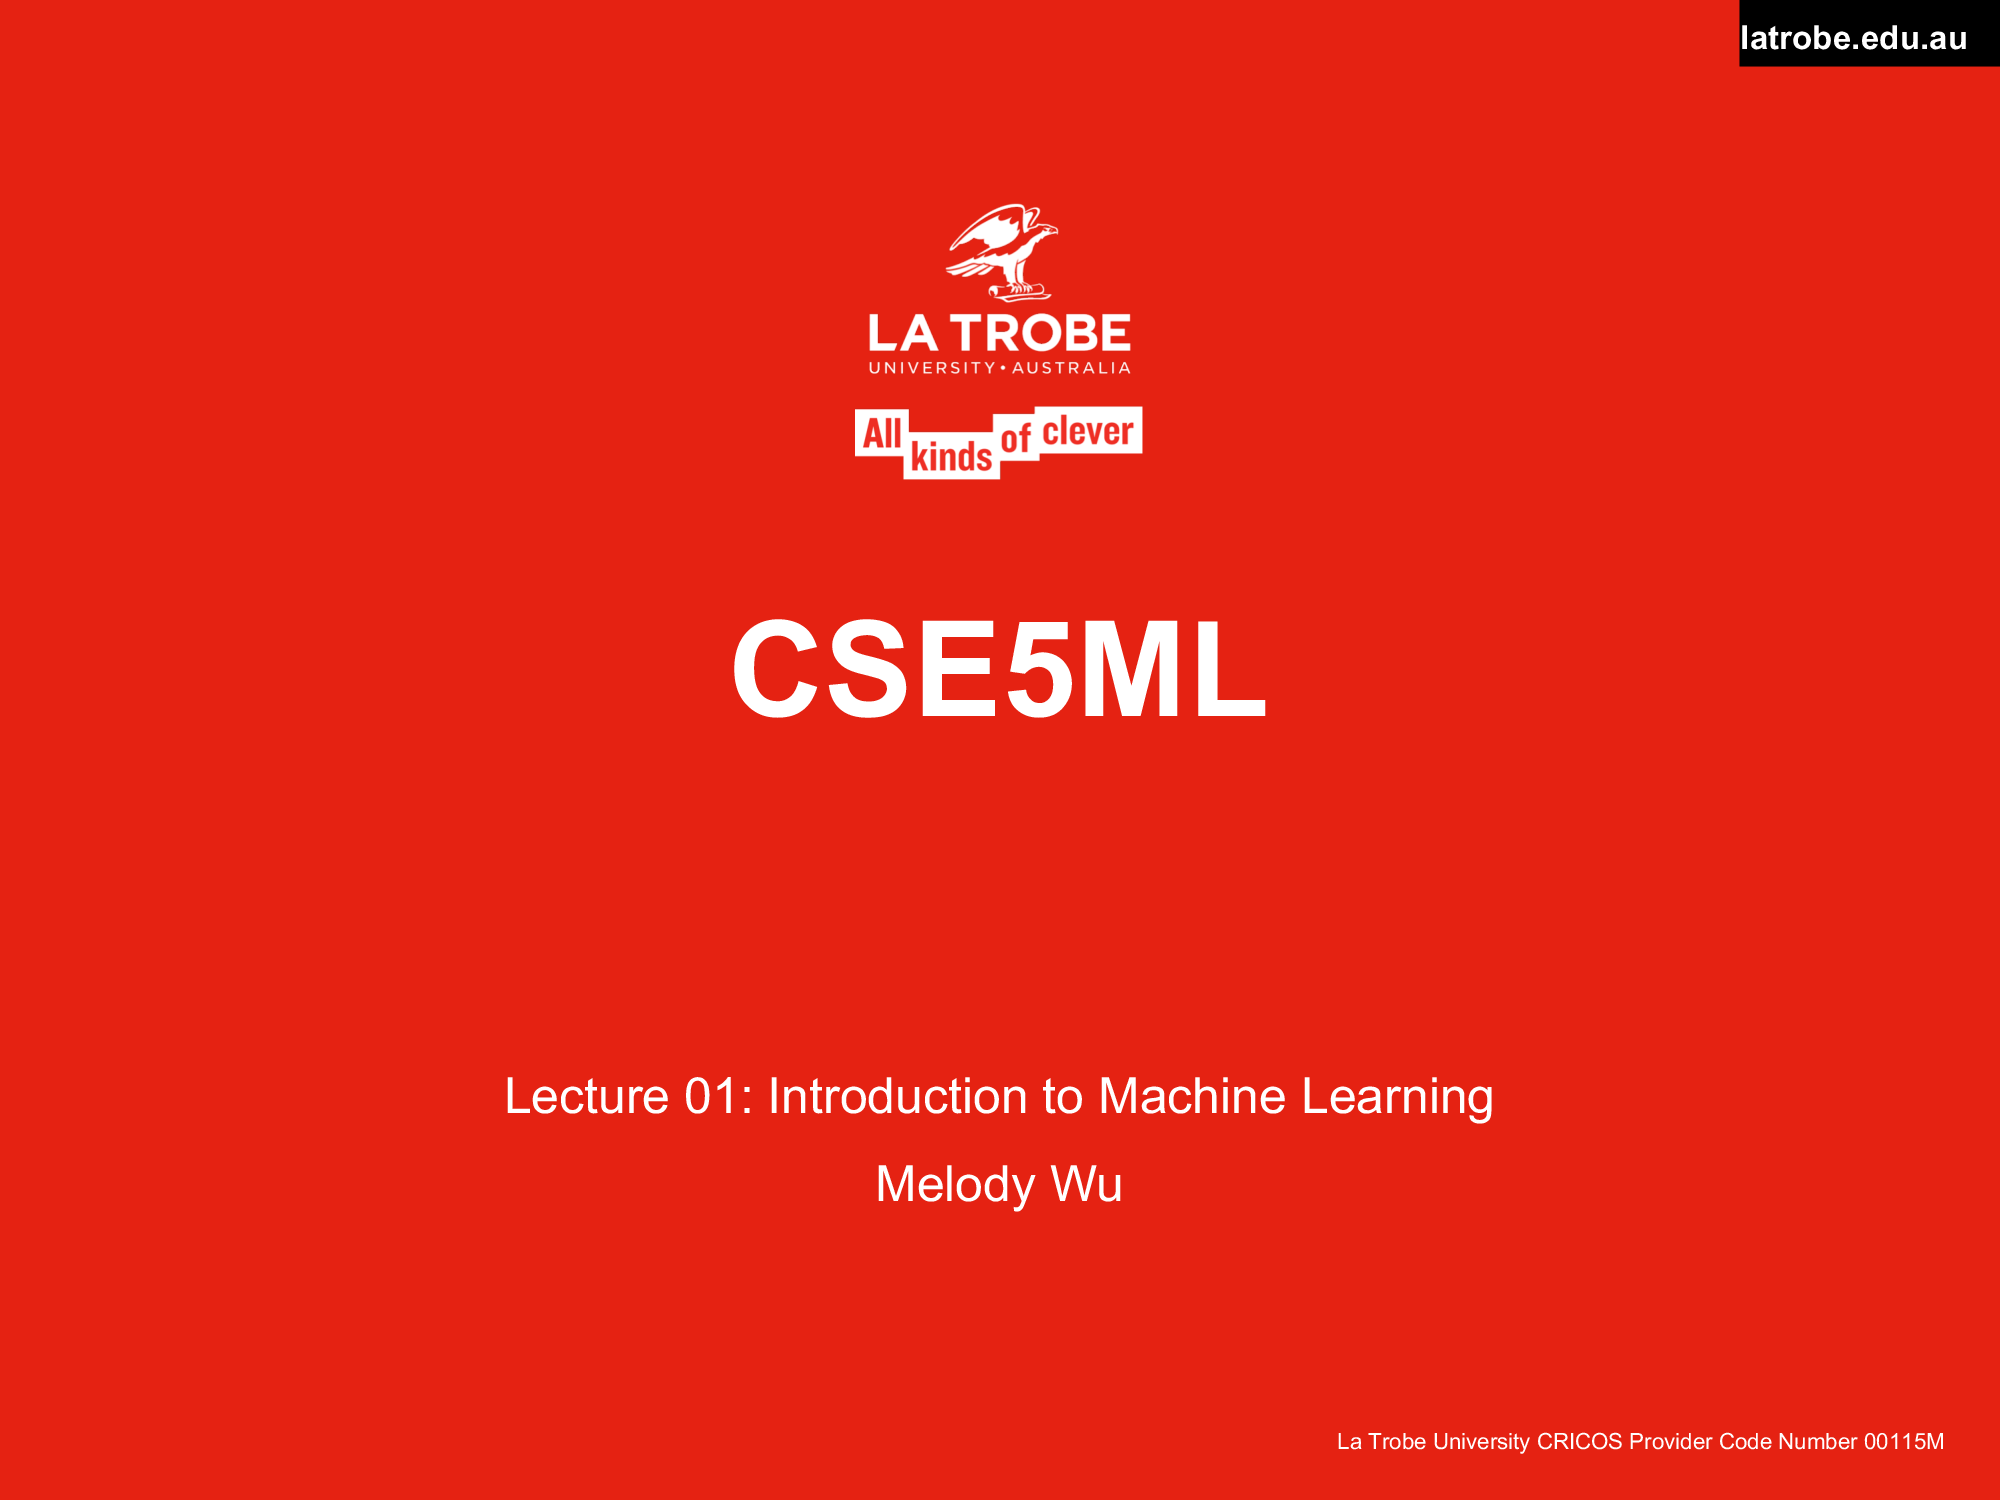 latrobe.edu.au
LA TROBE
UNIVERSITY • AUSTRALIA
All kinds of clever
CSE5ML
Lecture 01: Introduction to Machine Learning
Melody Wu
La Trobe University CRICOS Provider Code Number 00115M